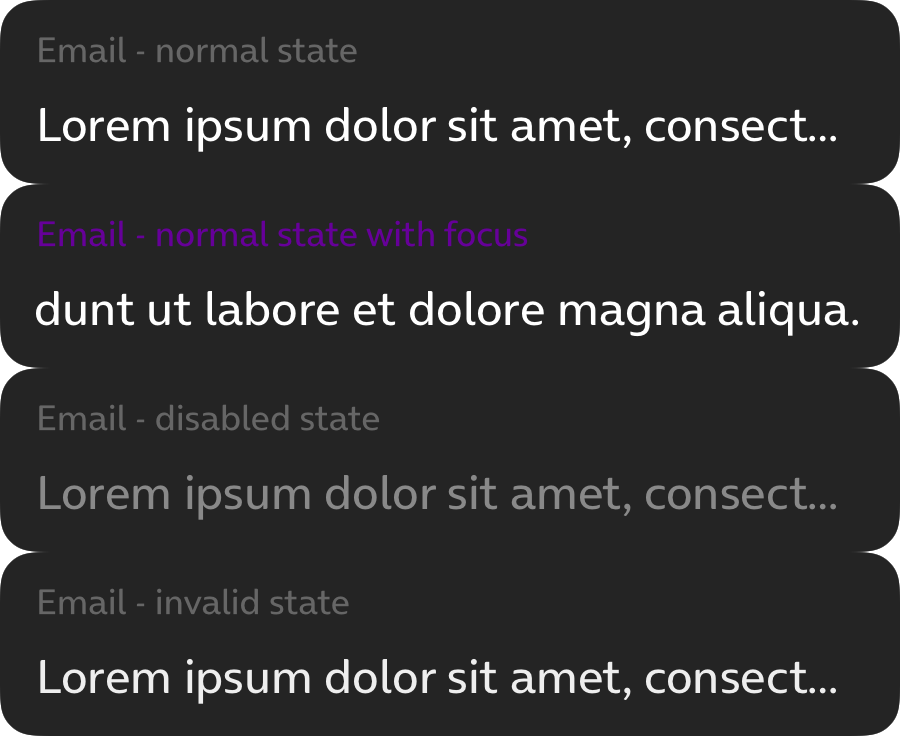 Email - normal state
Lorem ipsum dolor sit amet, consect...
Email - normal state with focus
dunt ut labore et dolore magna aliqua.
Email - disabled state
Lorem ipsum dolor sit amet, consect...
Email - invalid state
Lorem ipsum dolor sit amet, consect...